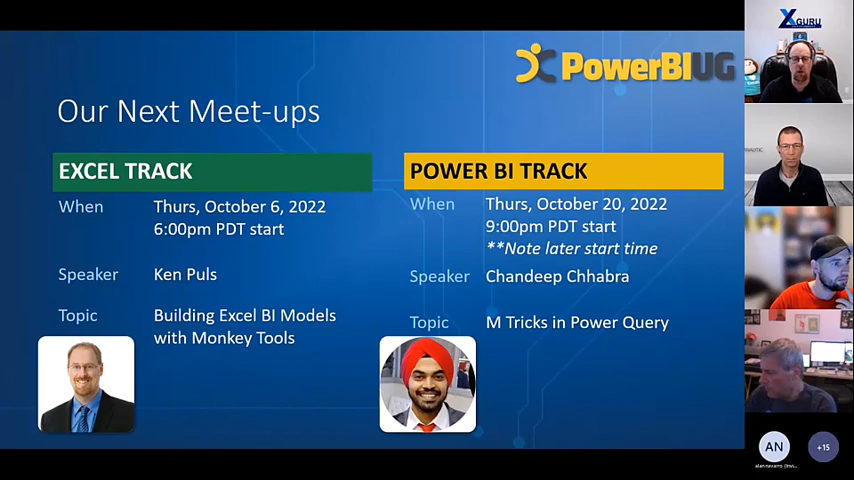 XGURU
PowerBIUG
Our Next Meet-ups
EXCEL TRACK
When
Thurs, October 6, 2022
6:00pm PDT start
Speaker
Ken Puls
Topic
Building Excel BI Models
with Monkey Tools
POWER BI TRACK
When
Thurs, October 20, 2022
9:00pm PDT start
**Note later start time
Speaker
Chandeep Chhabra
Topic
M Tricks in Power Query
AN
+15